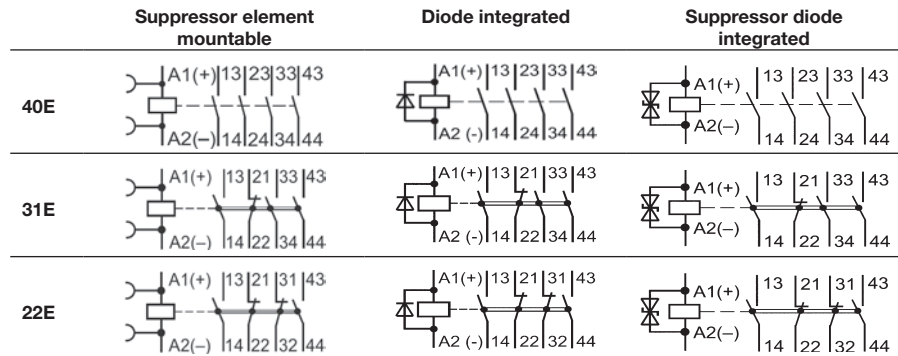 Suppressor element mountable
Diode integrated
Suppressor diode integrated
40E
A1(+) 13 23 33 43
A2(–) 14 24 34 44
A1(+) 13 23 33 43
A2 (-) 14 24 34 44
A1(+) 13 23 33 43
A2(–) 14 24 34 44
31E
A1(+) 13 21 33 43
A2(–) 14 22 34 44
A1(+) 13 21 33 43
A2 (-) 14 22 34 44
A1(+) 13 21 33 43
A2(–) 14 22 34 44
22E
A1(+) 13 21 31 43
A2(–) 14 22 32 44
A1(+) 13 21 31 43
A2 (-) 14 22 32 44
A1(+) 13 21 31 43
A2(–) 14 22 32 44